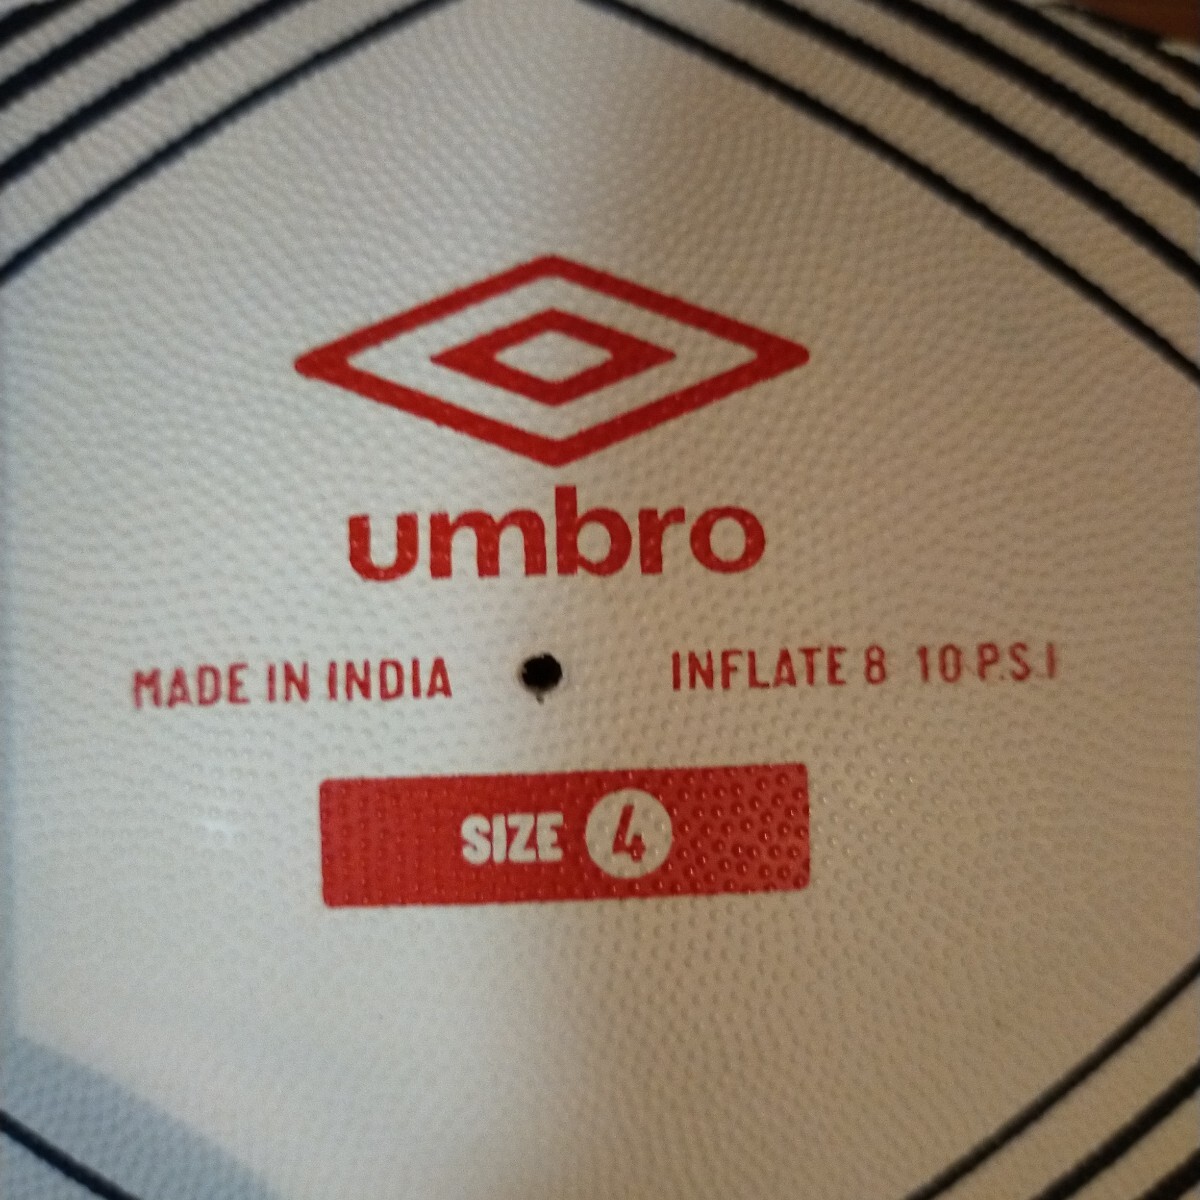 umbro
MADE IN INDIA INFLATE 8 10 P.S.I
SIZE 4